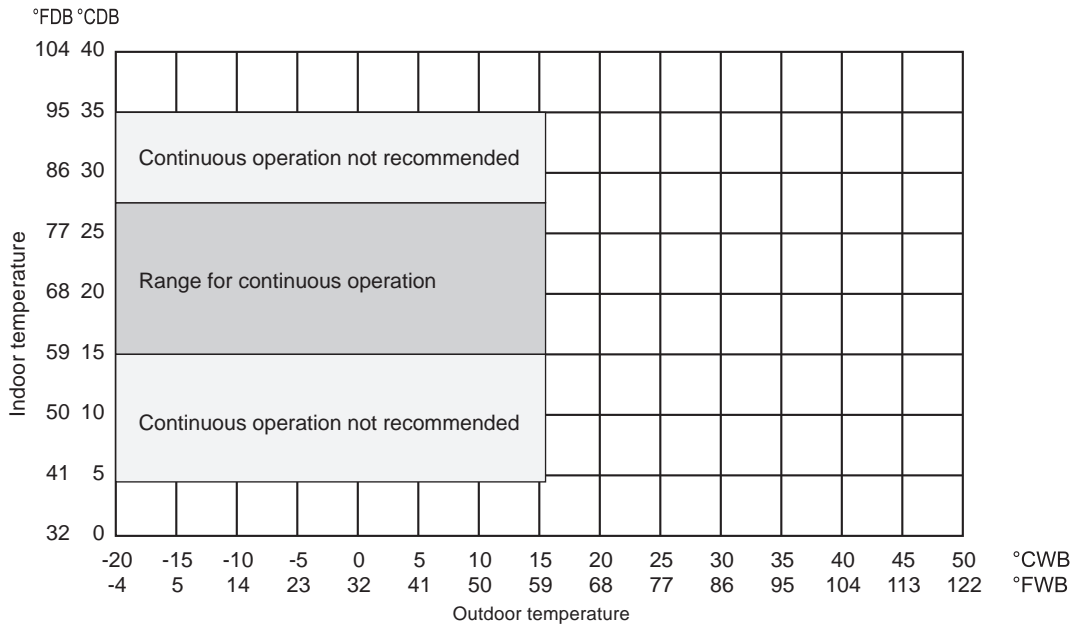 °FDB °CDB
104 40
95 35
Continuous operation not recommended
86 30
77 25
Range for continuous operation
68 20
59 15
50 10
Continuous operation not recommended
41 5
32 0
Indoor temperature
-20 -15 -10 -5 0 5 10 15 20 25 30 35 40 45 50 °CWB
-4 5 14 23 32 41 50 59 68 77 86 95 104 113 122 °FWB
Outdoor temperature